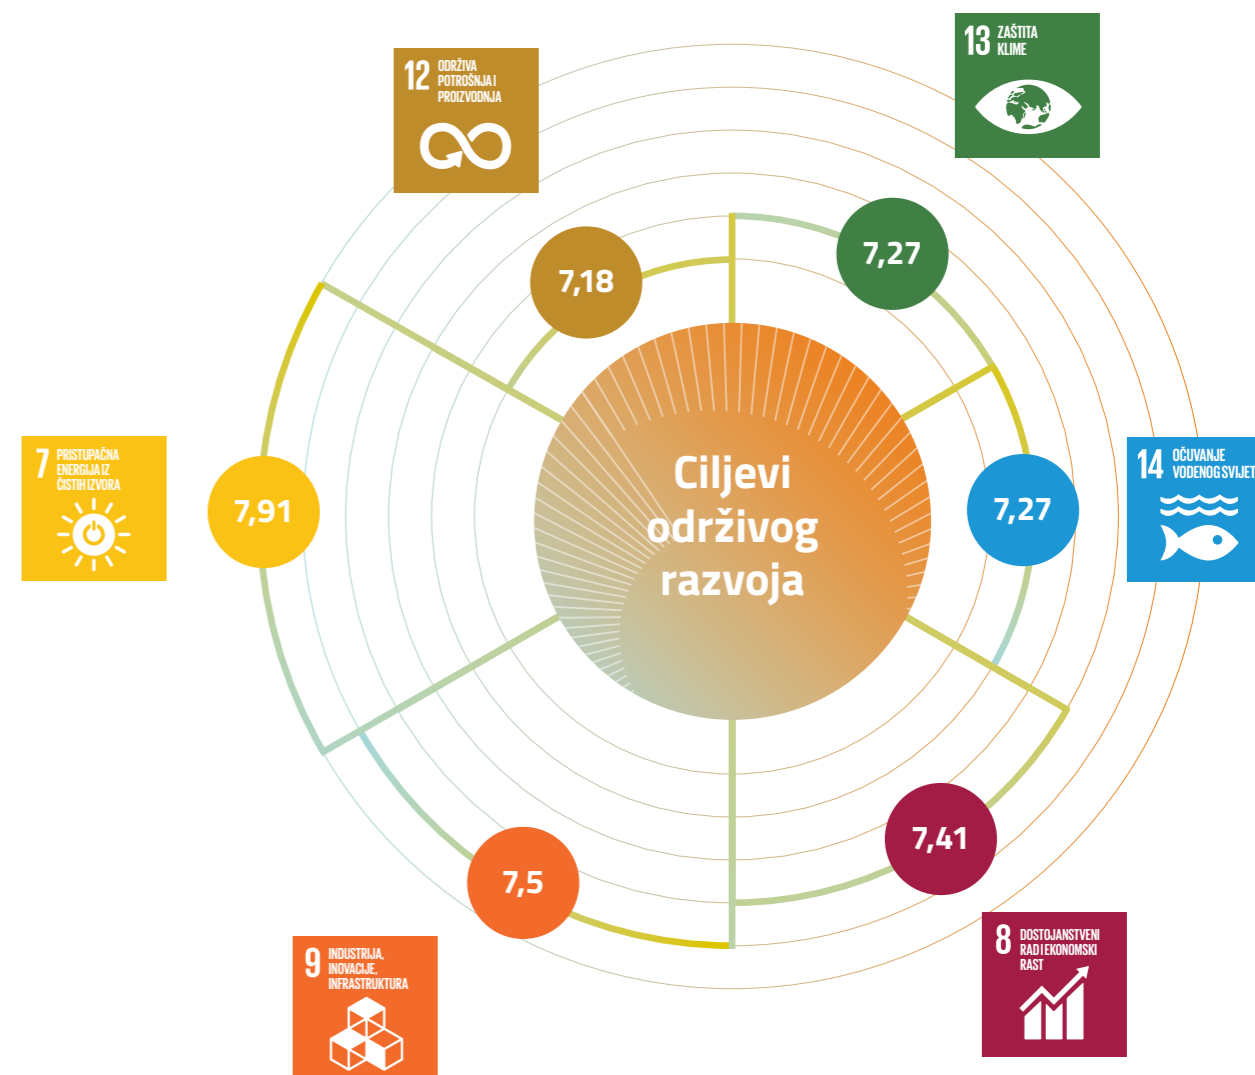 13 ZAŠTITA
KLIME
12 ODRŽIVA
POTROŠNJA I
PROIZVODNJA
7,27
7,18
7 PRISTUPAČNA
ENERGIJA IZ
ČISTIH IZVORA
7,91
Ciljevi
održivog
razvoja
7,27
14 OČUVANJE
VODENOG SVIJET
7,41
7,5
8 DOSTOJANSTVENI
RAD I EKONOMSKI
RAST
9 INDUSTRIJA,
INOVACIJE,
INFRASTRUKTURA